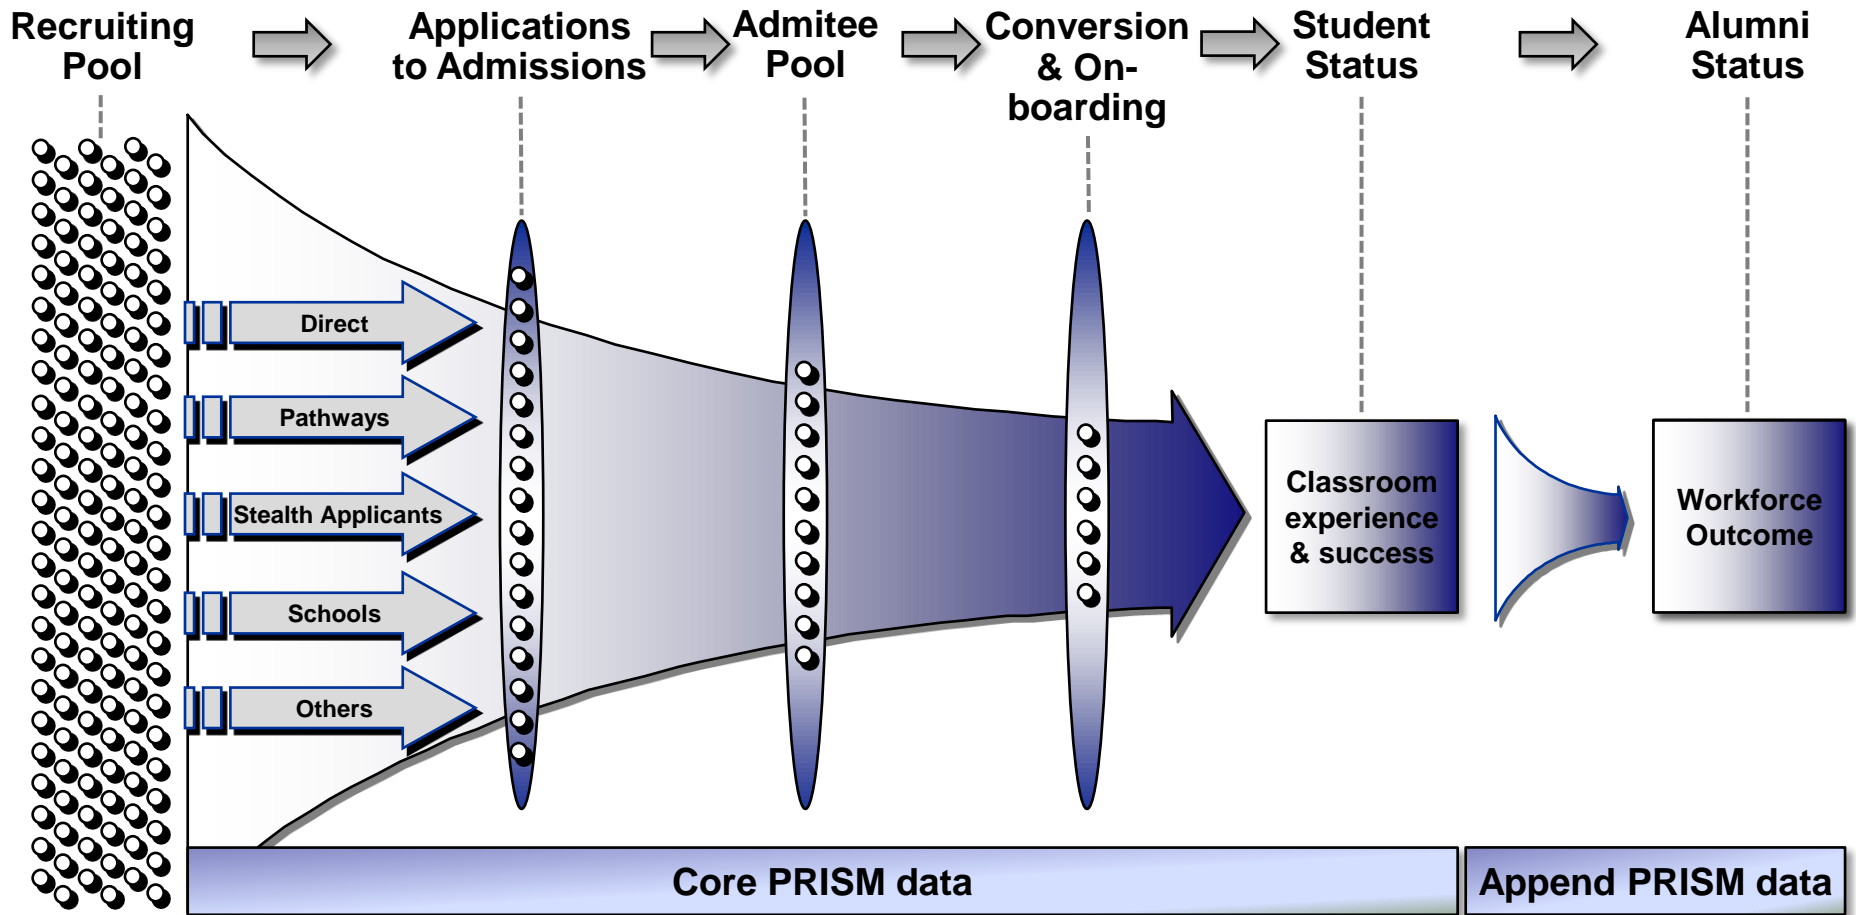 Recruiting
Pool
Applications
to Admissions
Admitee
Pool
Conversion
& On-
boarding
Student
Status
Alumni
Status
Direct
Pathways
Stealth Applicants
Schools
Others
Classroom
experience
& success
Workforce
Outcome
Core PRISM data
Append PRISM data